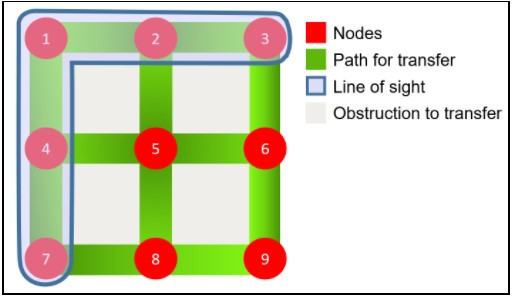 1 2 3
4 5 6
7 8 9
Nodes
Path for transfer
Line of sight
Obstruction to transfer